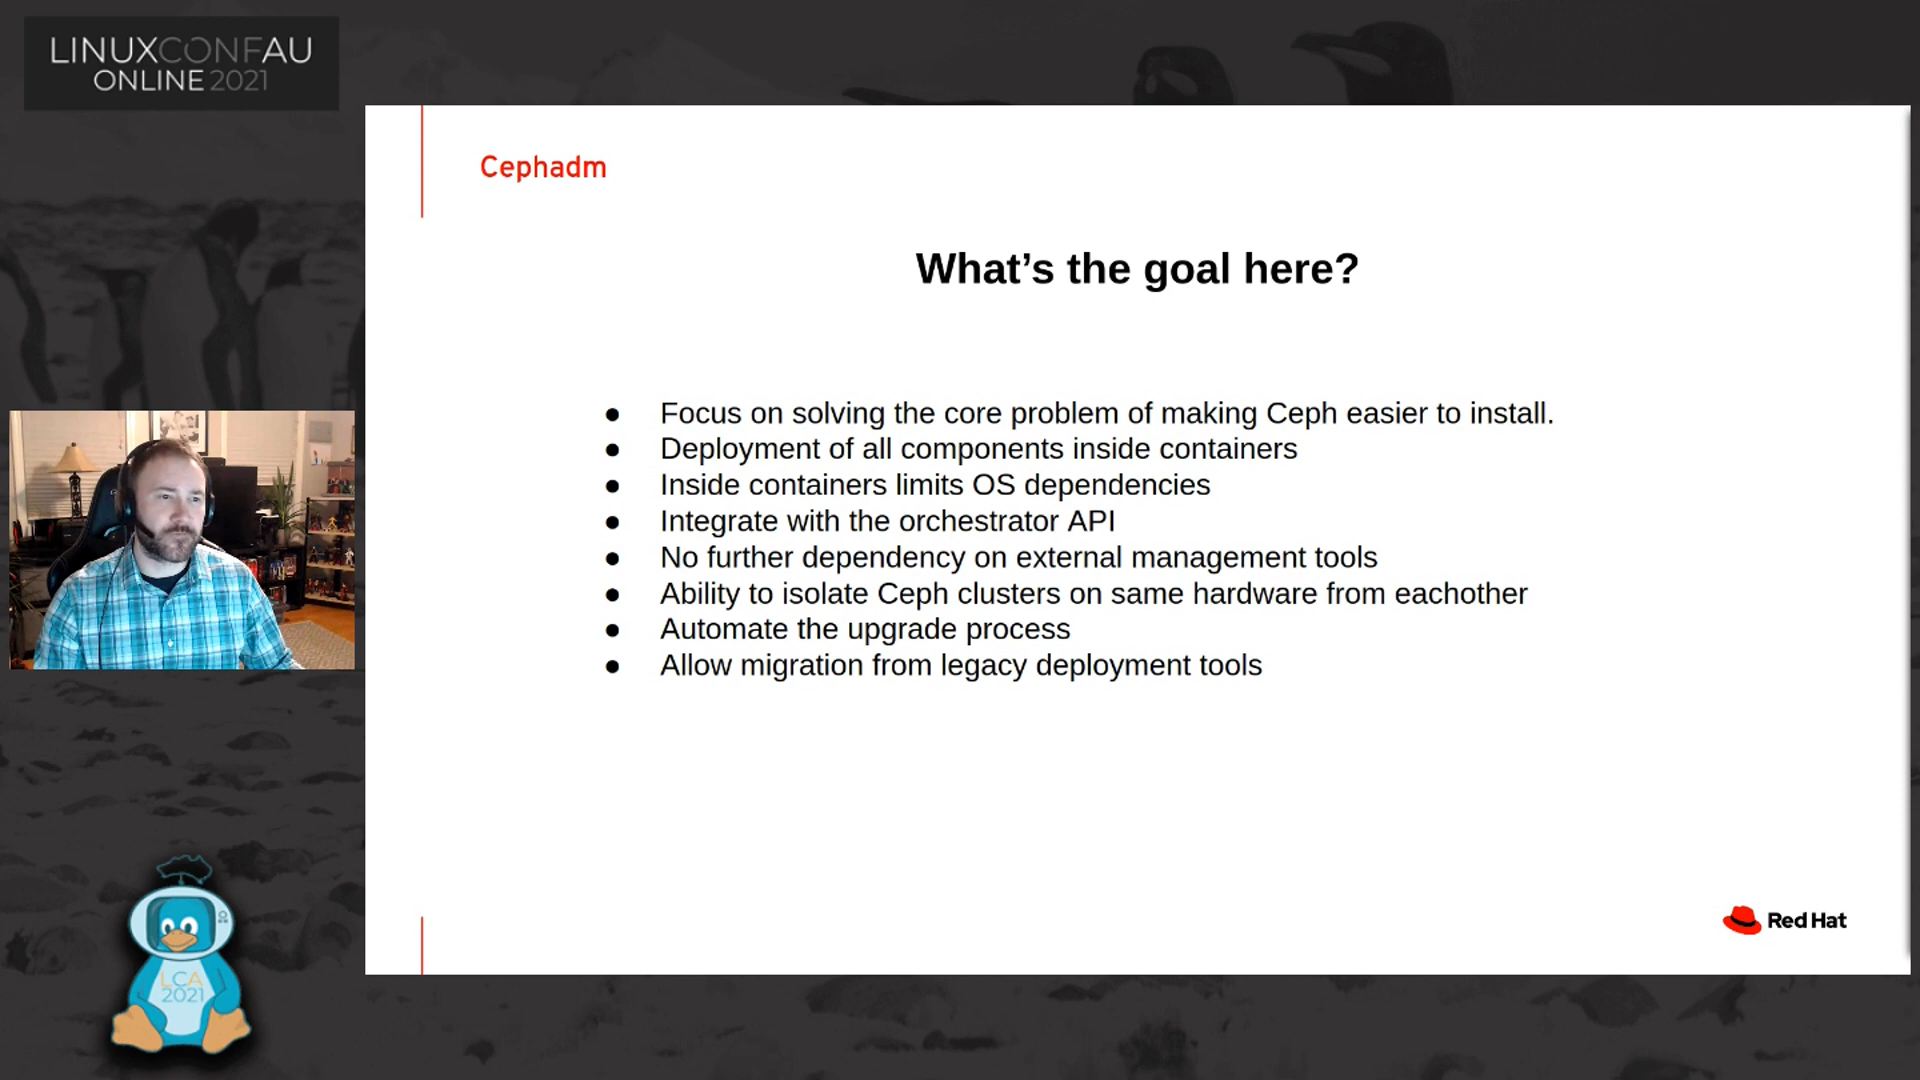 LINUXCONFAU
ONLINE 2021
Cephadm
What’s the goal here?
● Focus on solving the core problem of making Ceph easier to install.
● Deployment of all components inside containers
● Inside containers limits OS dependencies
● Integrate with the orchestrator API
● No further dependency on external management tools
● Ability to isolate Ceph clusters on same hardware from eachother
● Automate the upgrade process
● Allow migration from legacy deployment tools
Red Hat
LCA
2021